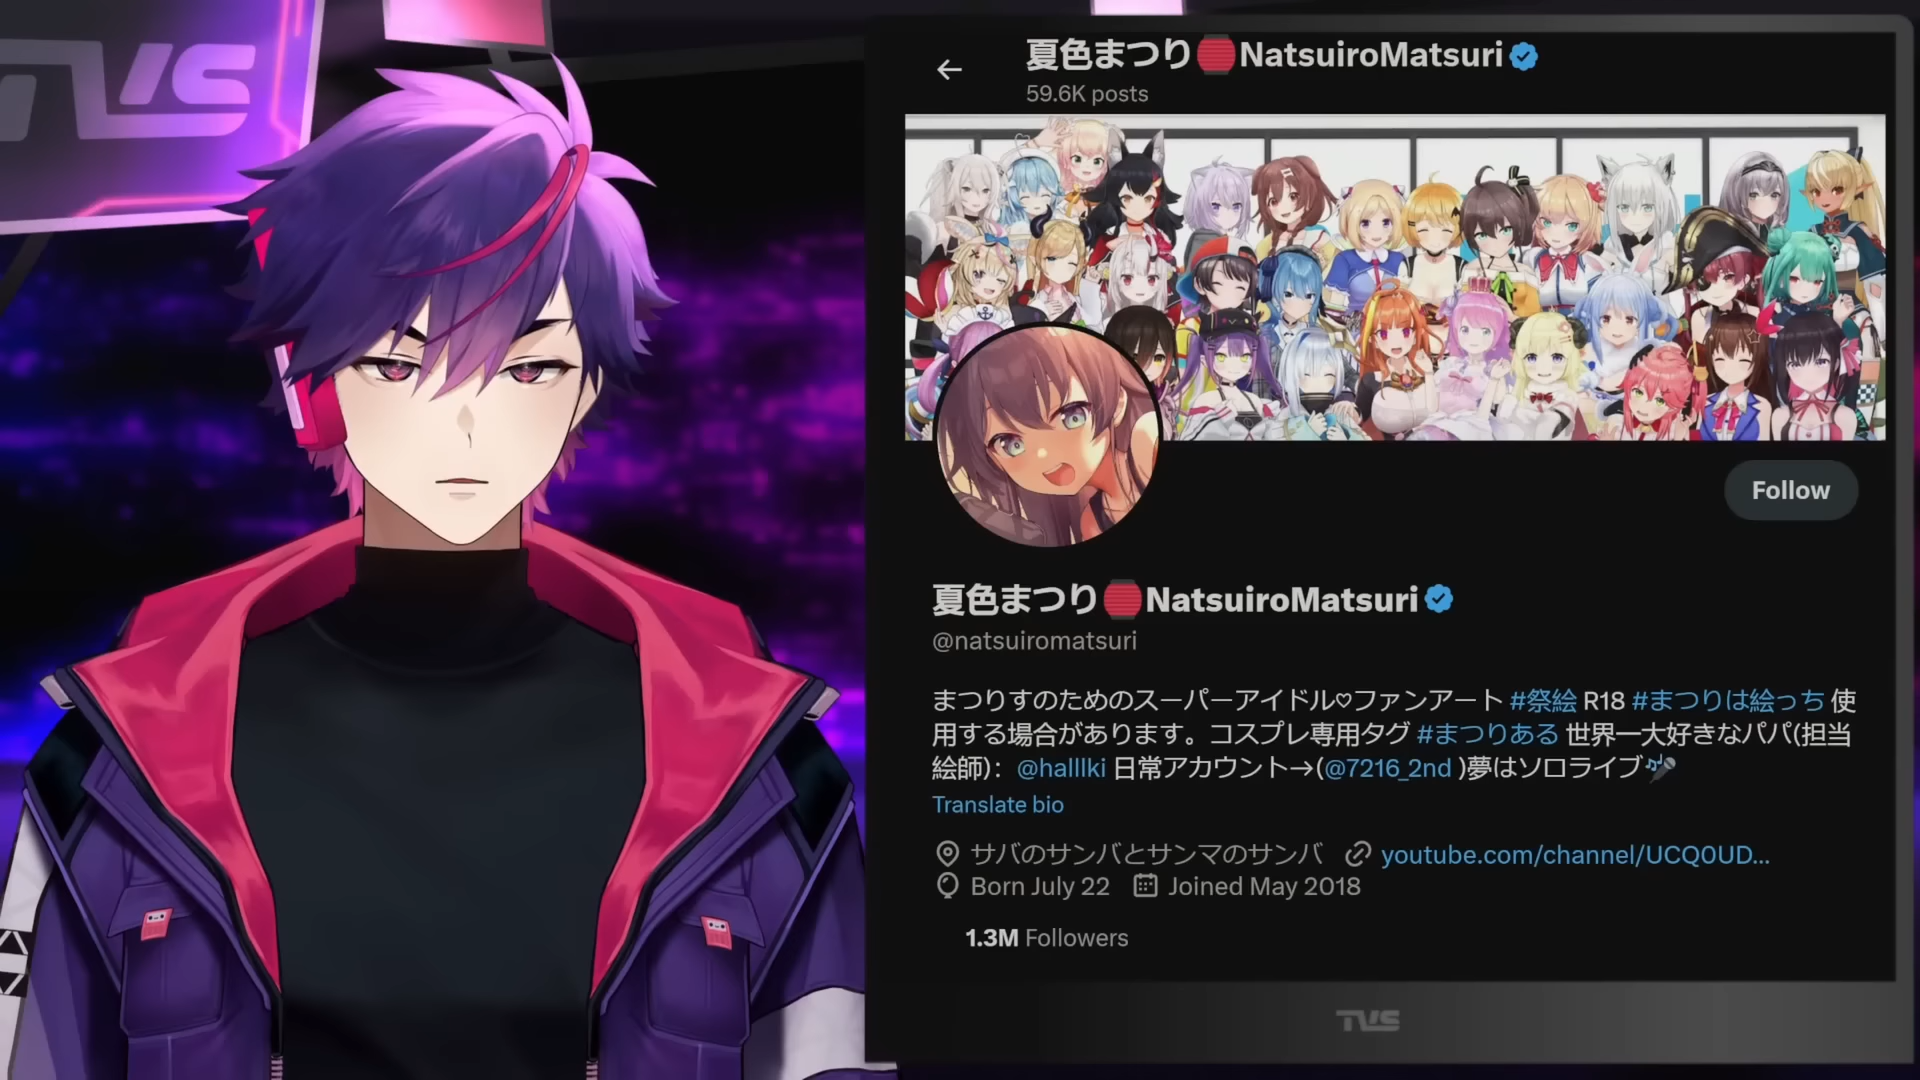 TVS
夏色まつり🏮NatsuiroMatsuri
59.6K posts
Follow
夏色まつり🏮NatsuiroMatsuri
@natsuiromatsuri
まつりすのためのスーパーアイドル♡ファンアート #祭絵 R18 #まつりは絵っち 使
用する場合があります。コスプレ専用タグ #まつりある 世界一大好きなパパ(担当
絵師)： @halllki 日常アカウント→(@7216_2nd )夢はソロライブ🎤
Translate bio
サバのサンバとサンマのサンバ youtube.com/channel/UCQ0UD...
Born July 22 Joined May 2018
1.3M Followers
TVS